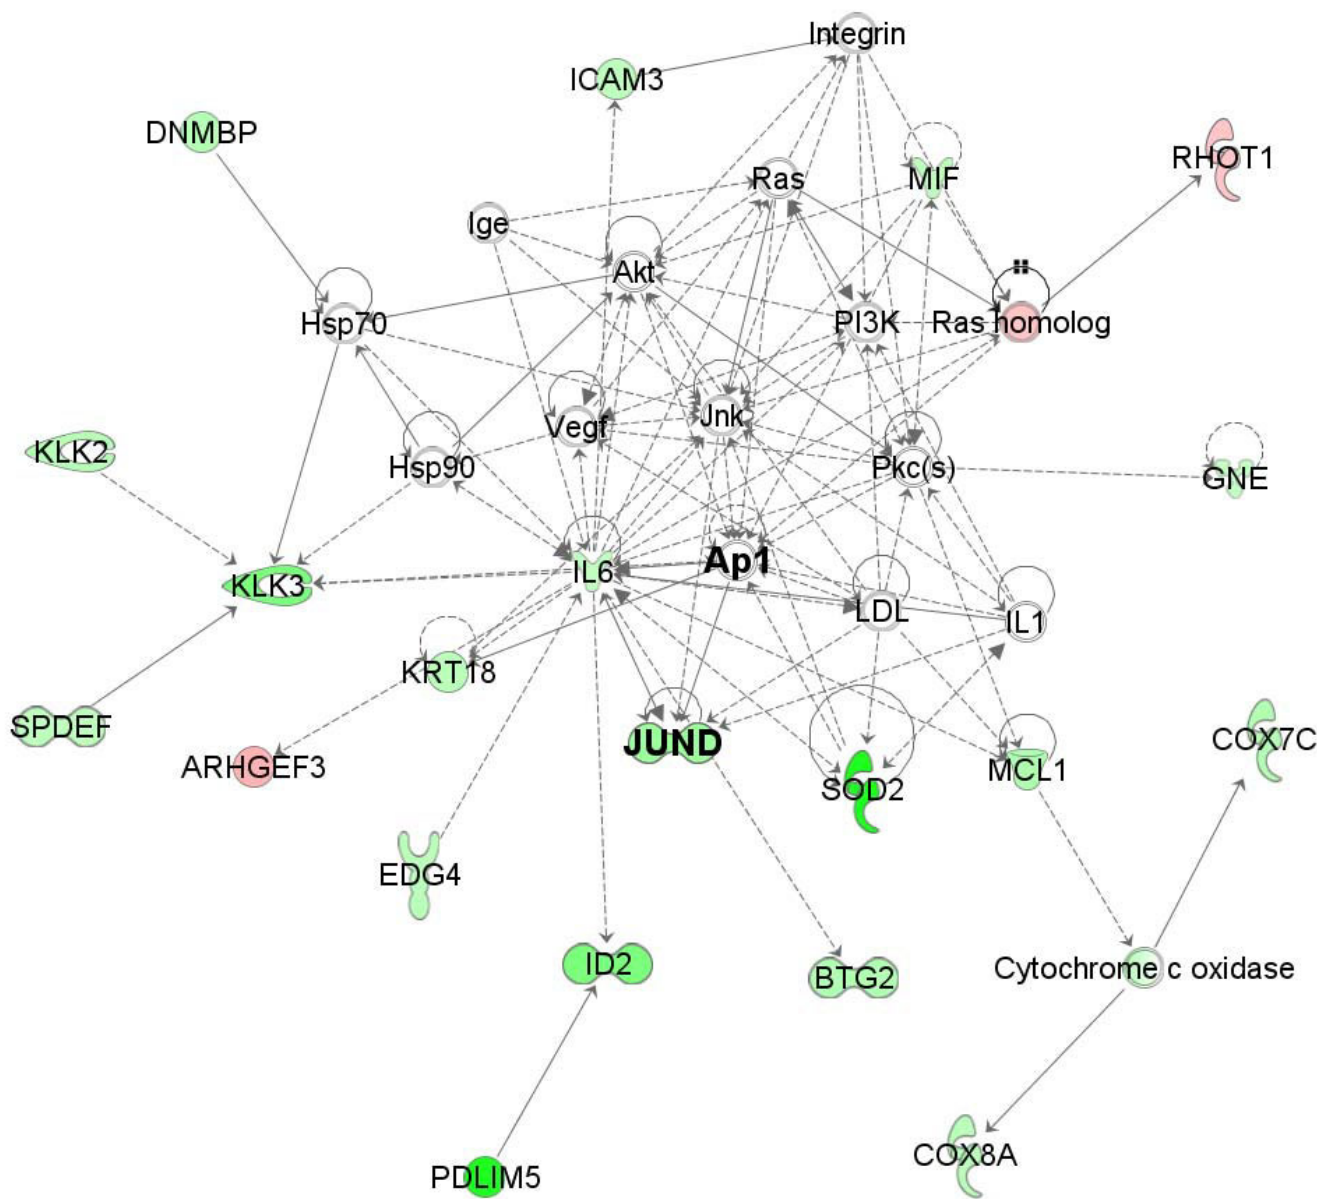 Integrin
ICAM3
DNMBP
RHOT1
Ras
MIF
Ige
Akt
Hsp70
PI3K
Ras homolog
Vegf
Jnk
KLK2
Hsp90
Pkc(s)
GNE
Ap1
IL6
KLK3
LDL
IL1
KRT18
SPDEF
JUND
COX7C
ARHGEF3
MCL1
SOD2
EDG4
ID2
Cytochrome c oxidase
BTG2
COX8A
PDLIM5